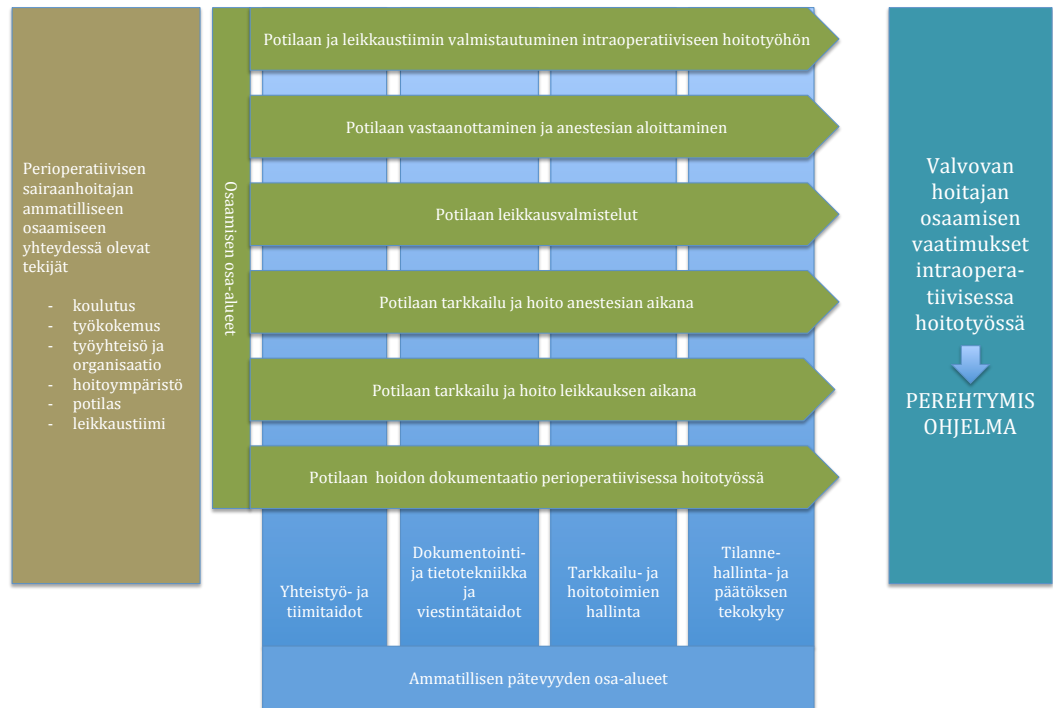 Perioperatiivisen
sairaanhoitajan
ammatilliseen
osaamiseen
yhteydessä olevat
tekijät
- koulutus
- työkokemus
- työyhteisö ja
organisaatio
- hoitoympäristö
- potilas
- leikkaustiimi
Osaamisen osa-alueet
Potilaan ja leikkaustiimin valmistautuminen intraoperatiiviseen hoitotyöhön
Potilaan vastaanottaminen ja anestesian aloittaminen
Potilaan leikkausvalmistelut
Potilaan tarkkailu ja hoito anestesian aikana
Potilaan tarkkailu ja hoito leikkauksen aikana
Potilaan hoidon dokumentaatio perioperatiivisessa hoitotyössä
Yhteistyö- ja
tiimitaidot
Dokumentointi-
ja tietotekniikka
ja
viestintätaidot
Tarkkailu- ja
hoitotoimien
hallinta
Tilanne-
hallinta- ja
päätöksen
tekokyky
Ammatillisen pätevyyden osa-alueet
Valvovan
hoitajan
osaamisen
vaatimukset
intraopera-
tiivisessa
hoitotyössä
PEREHTYMIS
OHJELMA